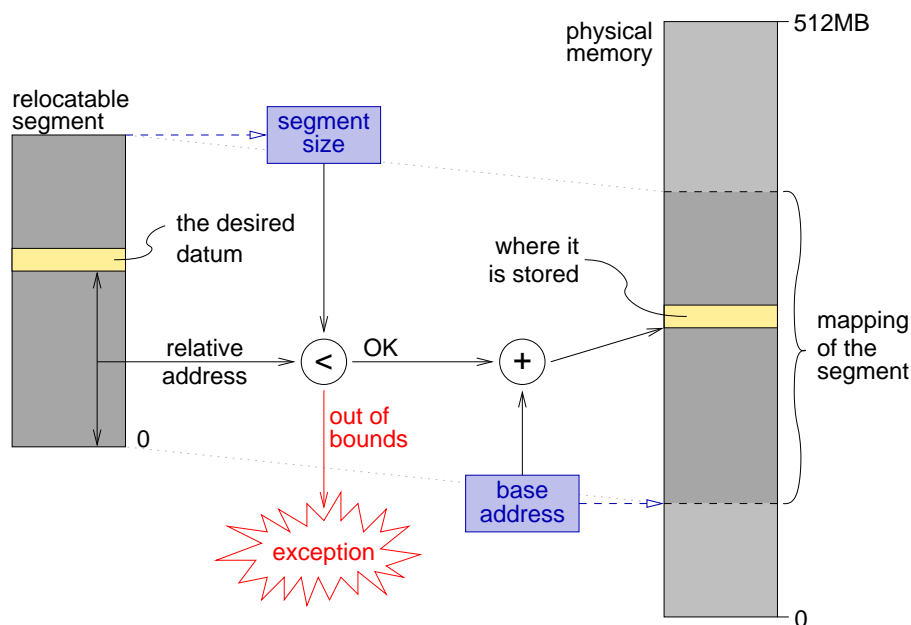 512MB
physical
memory
relocatable
segment
segment
size
the desired
datum
where it
is stored
mapping
of the
segment
relative
address
<
OK
+
out of
bounds
0
base
address
exception
0